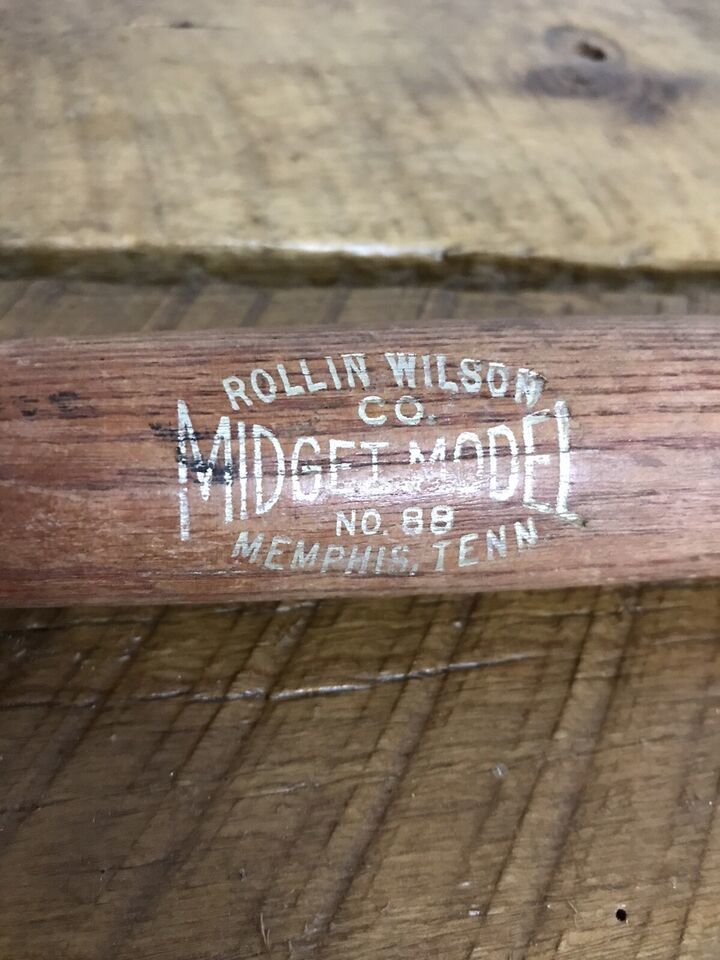 ROLLIN WILSON
CO.
MIDGET MODEL
NO. 88
MEMPHIS, TENN